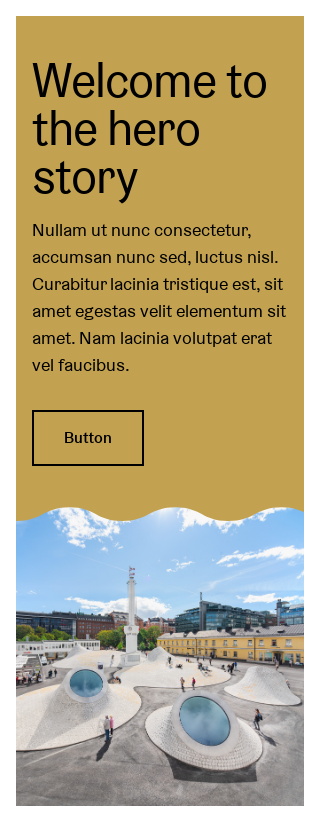 Welcome to
the hero
story
Nullam ut nunc consectetur,
accumsan nunc sed, luctus nisl.
Curabitur lacinia tristique est, sit
amet egestas velit elementum sit
amet. Nam lacinia volutpat erat
vel faucibus.
Button